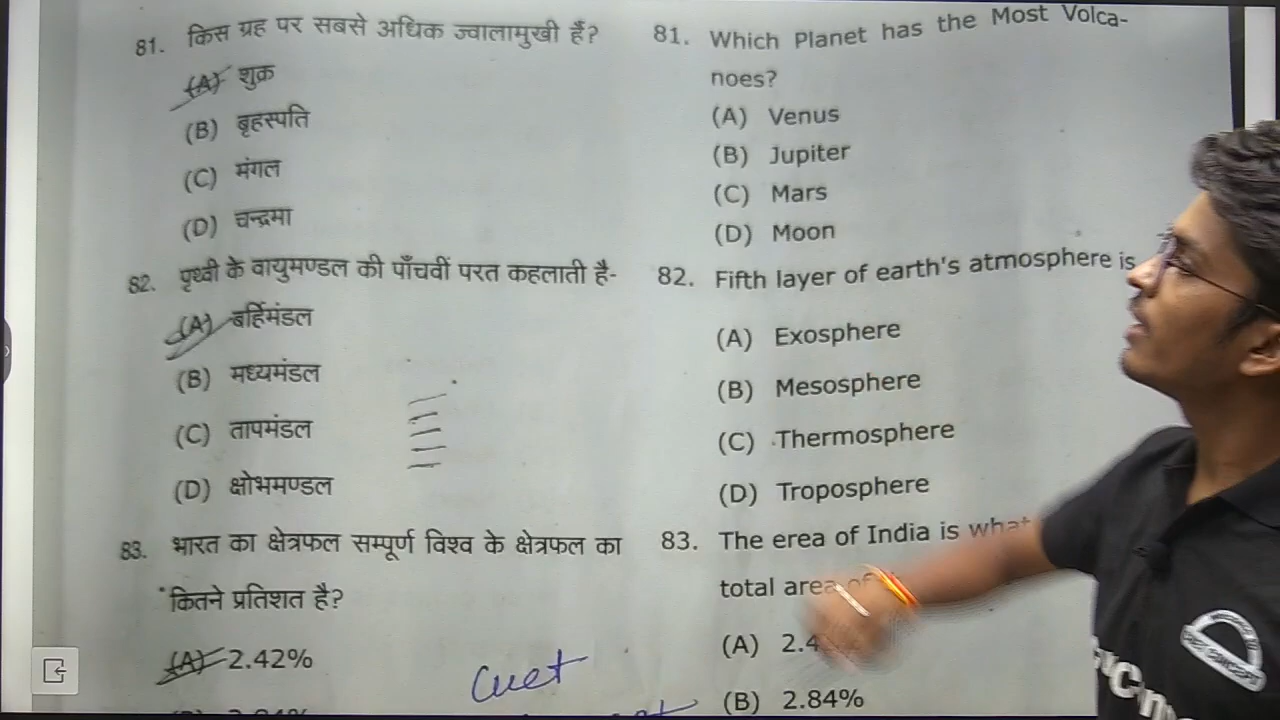 81. किस ग्रह पर सबसे अधिक ज्वालामुखी हैं?
(A) शुक्र
(B) बृहस्पति
(C) मंगल
(D) चन्द्रमा
82. पृथ्वी के वायुमण्डल की पाँचवीं परत कहलाती है-
(A) बर्हिमंडल
(B) मध्यमंडल
(C) तापमंडल
(D) क्षोभमण्डल
83. भारत का क्षेत्रफल सम्पूर्ण विश्व के क्षेत्रफल का
कितने प्रतिशत है?
(A) 2.42%
cuet
81. Which Planet has the Most Volca-
noes?
(A) Venus
(B) Jupiter
(C) Mars
(D) Moon
82. Fifth layer of earth's atmosphere is
(A) Exosphere
(B) Mesosphere
(C) Thermosphere
(D) Troposphere
83. The erea of India is what
total area of
(A) 2.4
(B) 2.84%